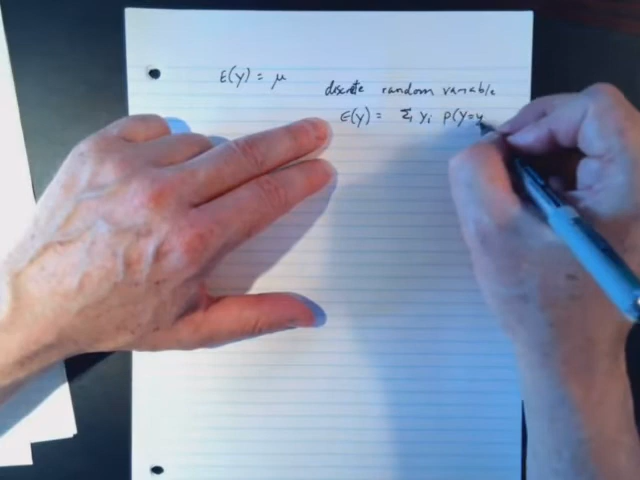 E(Y) = μ
discrete random variable
E(Y) = Σᵢ yᵢ P(Y=y